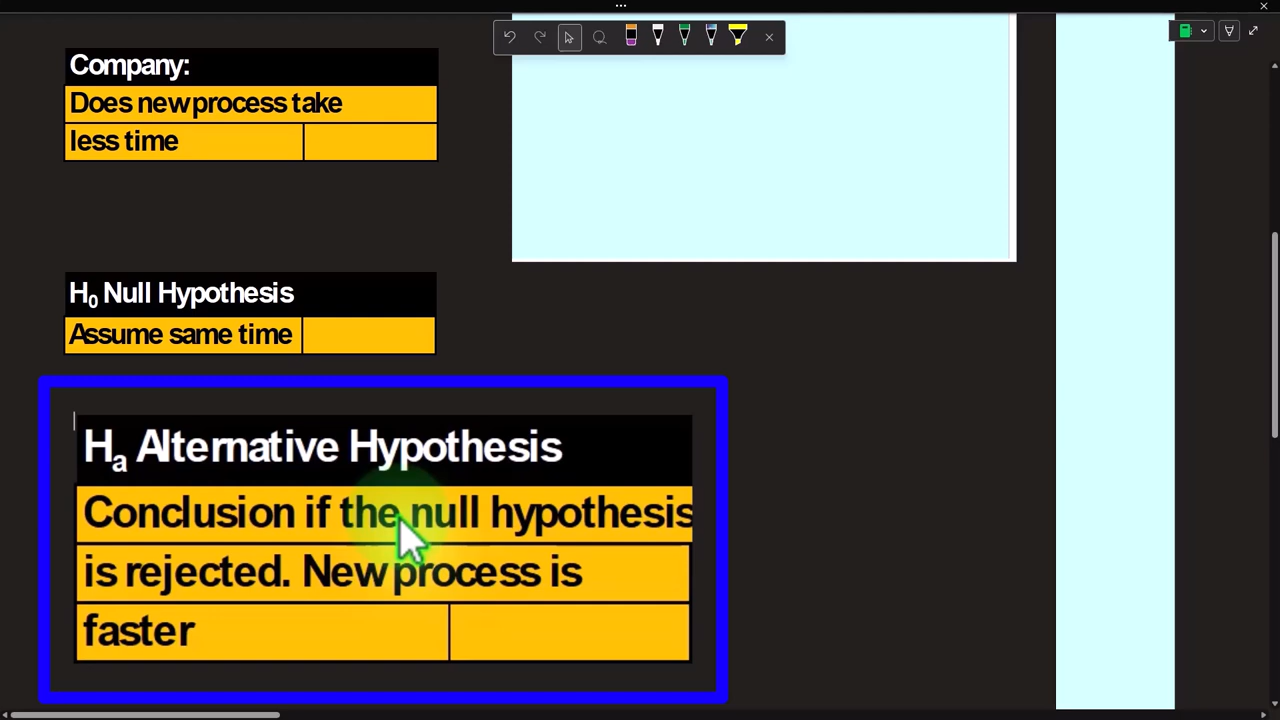 Company:
Does new process take
less time
H₀ Null Hypothesis
Assume same time
Hₐ Alternative Hypothesis
Conclusion if the null hypothesis
is rejected. New process is
faster